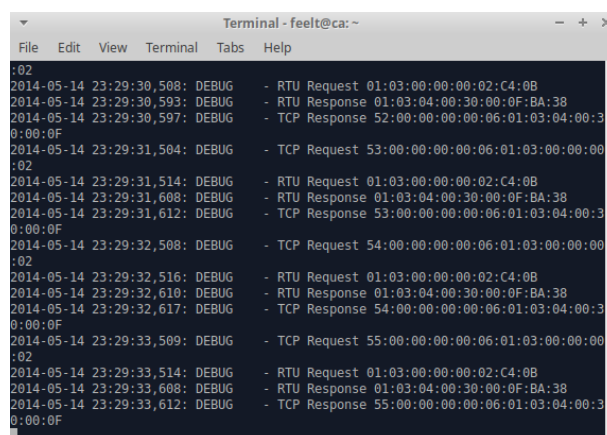 Terminal - feelt@ca: ~
File Edit View Terminal Tabs Help
:02
2014-05-14 23:29:30,508: DEBUG - RTU Request 01:03:00:00:00:02:C4:0B
2014-05-14 23:29:30,593: DEBUG - RTU Response 01:03:04:00:30:00:0F:BA:38
2014-05-14 23:29:30,597: DEBUG - TCP Response 52:00:00:00:00:06:01:03:04:00:3
0:00:0F
2014-05-14 23:29:31,504: DEBUG - TCP Request 53:00:00:00:00:06:01:03:00:00:00
:02
2014-05-14 23:29:31,514: DEBUG - RTU Request 01:03:00:00:00:02:C4:0B
2014-05-14 23:29:31,608: DEBUG - RTU Response 01:03:04:00:30:00:0F:BA:38
2014-05-14 23:29:31,612: DEBUG - TCP Response 53:00:00:00:00:06:01:03:04:00:3
0:00:0F
2014-05-14 23:29:32,508: DEBUG - TCP Request 54:00:00:00:00:06:01:03:00:00:00
:02
2014-05-14 23:29:32,516: DEBUG - RTU Request 01:03:00:00:00:02:C4:0B
2014-05-14 23:29:32,610: DEBUG - RTU Response 01:03:04:00:30:00:0F:BA:38
2014-05-14 23:29:32,617: DEBUG - TCP Response 54:00:00:00:00:06:01:03:04:00:3
0:00:0F
2014-05-14 23:29:33,509: DEBUG - TCP Request 55:00:00:00:00:06:01:03:00:00:00
:02
2014-05-14 23:29:33,514: DEBUG - RTU Request 01:03:00:00:00:02:C4:0B
2014-05-14 23:29:33,608: DEBUG - RTU Response 01:03:04:00:30:00:0F:BA:38
2014-05-14 23:29:33,612: DEBUG - TCP Response 55:00:00:00:00:06:01:03:04:00:3
0:00:0F